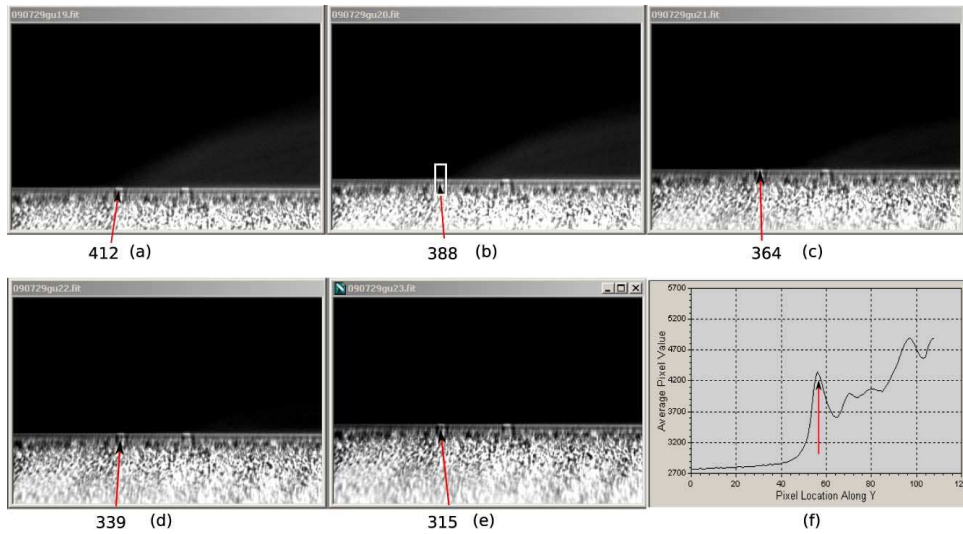 090729gu19.fit
090729gu20.fit
090729gu21.fit
412 (a)
388 (b)
364 (c)
090729gu22.fit
090729gu23.fit
339 (d)
315 (e)
5700
5200
4700
4200
3700
3200
2700
Average Pixel Value
0 20 40 60 80 100 120
Pixel Location Along Y
(f)